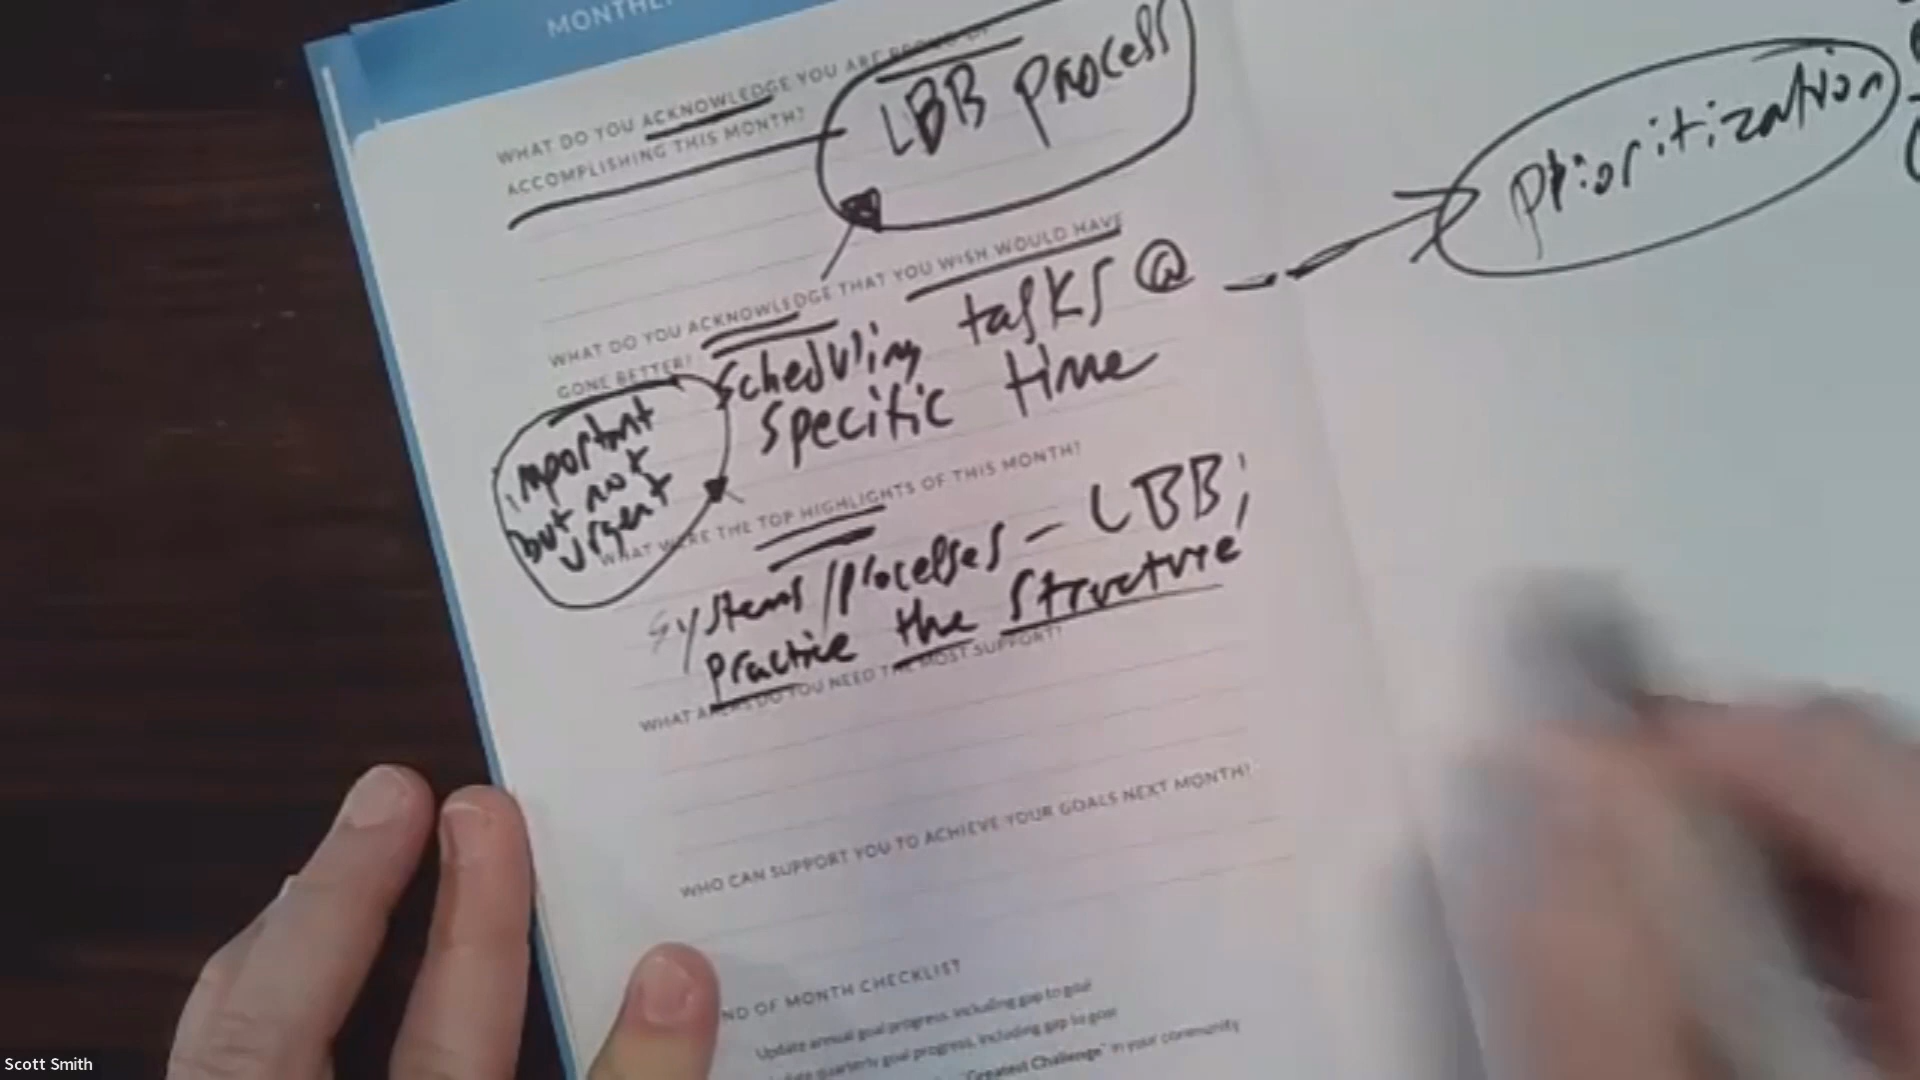 MONTHL
WHAT DO YOU ACKNOWLEDGE YOU ARE PROUD OF
ACCOMPLISHING THIS MONTH?
LBB process
prioritization
WHAT DO YOU ACKNOWLEDGE THAT YOU WISH WOULD HAVE
GONE BETTER?
scheduling tasks @
specific time
important
but not
urgent
WHAT WERE THE TOP HIGHLIGHTS OF THIS MONTH?
systems/processes - LBB,
practice the structure
WHAT AREAS DO YOU NEED THE MOST SUPPORT?
WHO CAN SUPPORT YOU TO ACHIEVE YOUR GOALS NEXT MONTH?
ND OF MONTH CHECKLIST
Update annual goal progress, including gap to goal
quarterly goal progress, including gap to goal
"Greatest Challenge" in your community
Scott Smith